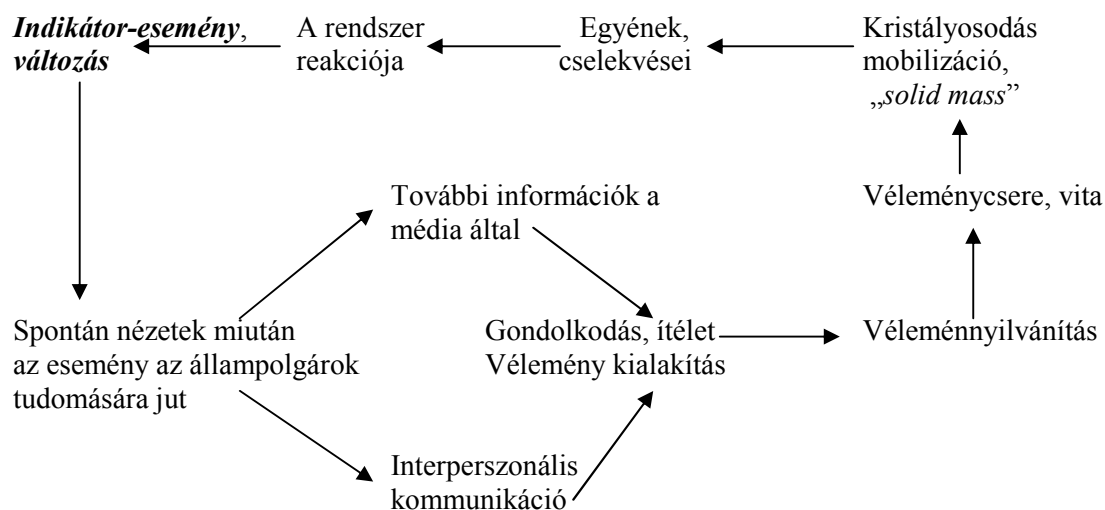 Indikátor-esemény,
változás
A rendszer
reakciója
Egyének,
cselekvései
Kristályosodás
mobilizáció,
„solid mass”
További információk a
média által
Véleménycsere, vita
Spontán nézetek miután
az esemény az állampolgárok
tudomására jut
Gondolkodás, ítélet
Vélemény kialakítás
Véleménnyilvánítás
Interperszonális
kommunikáció